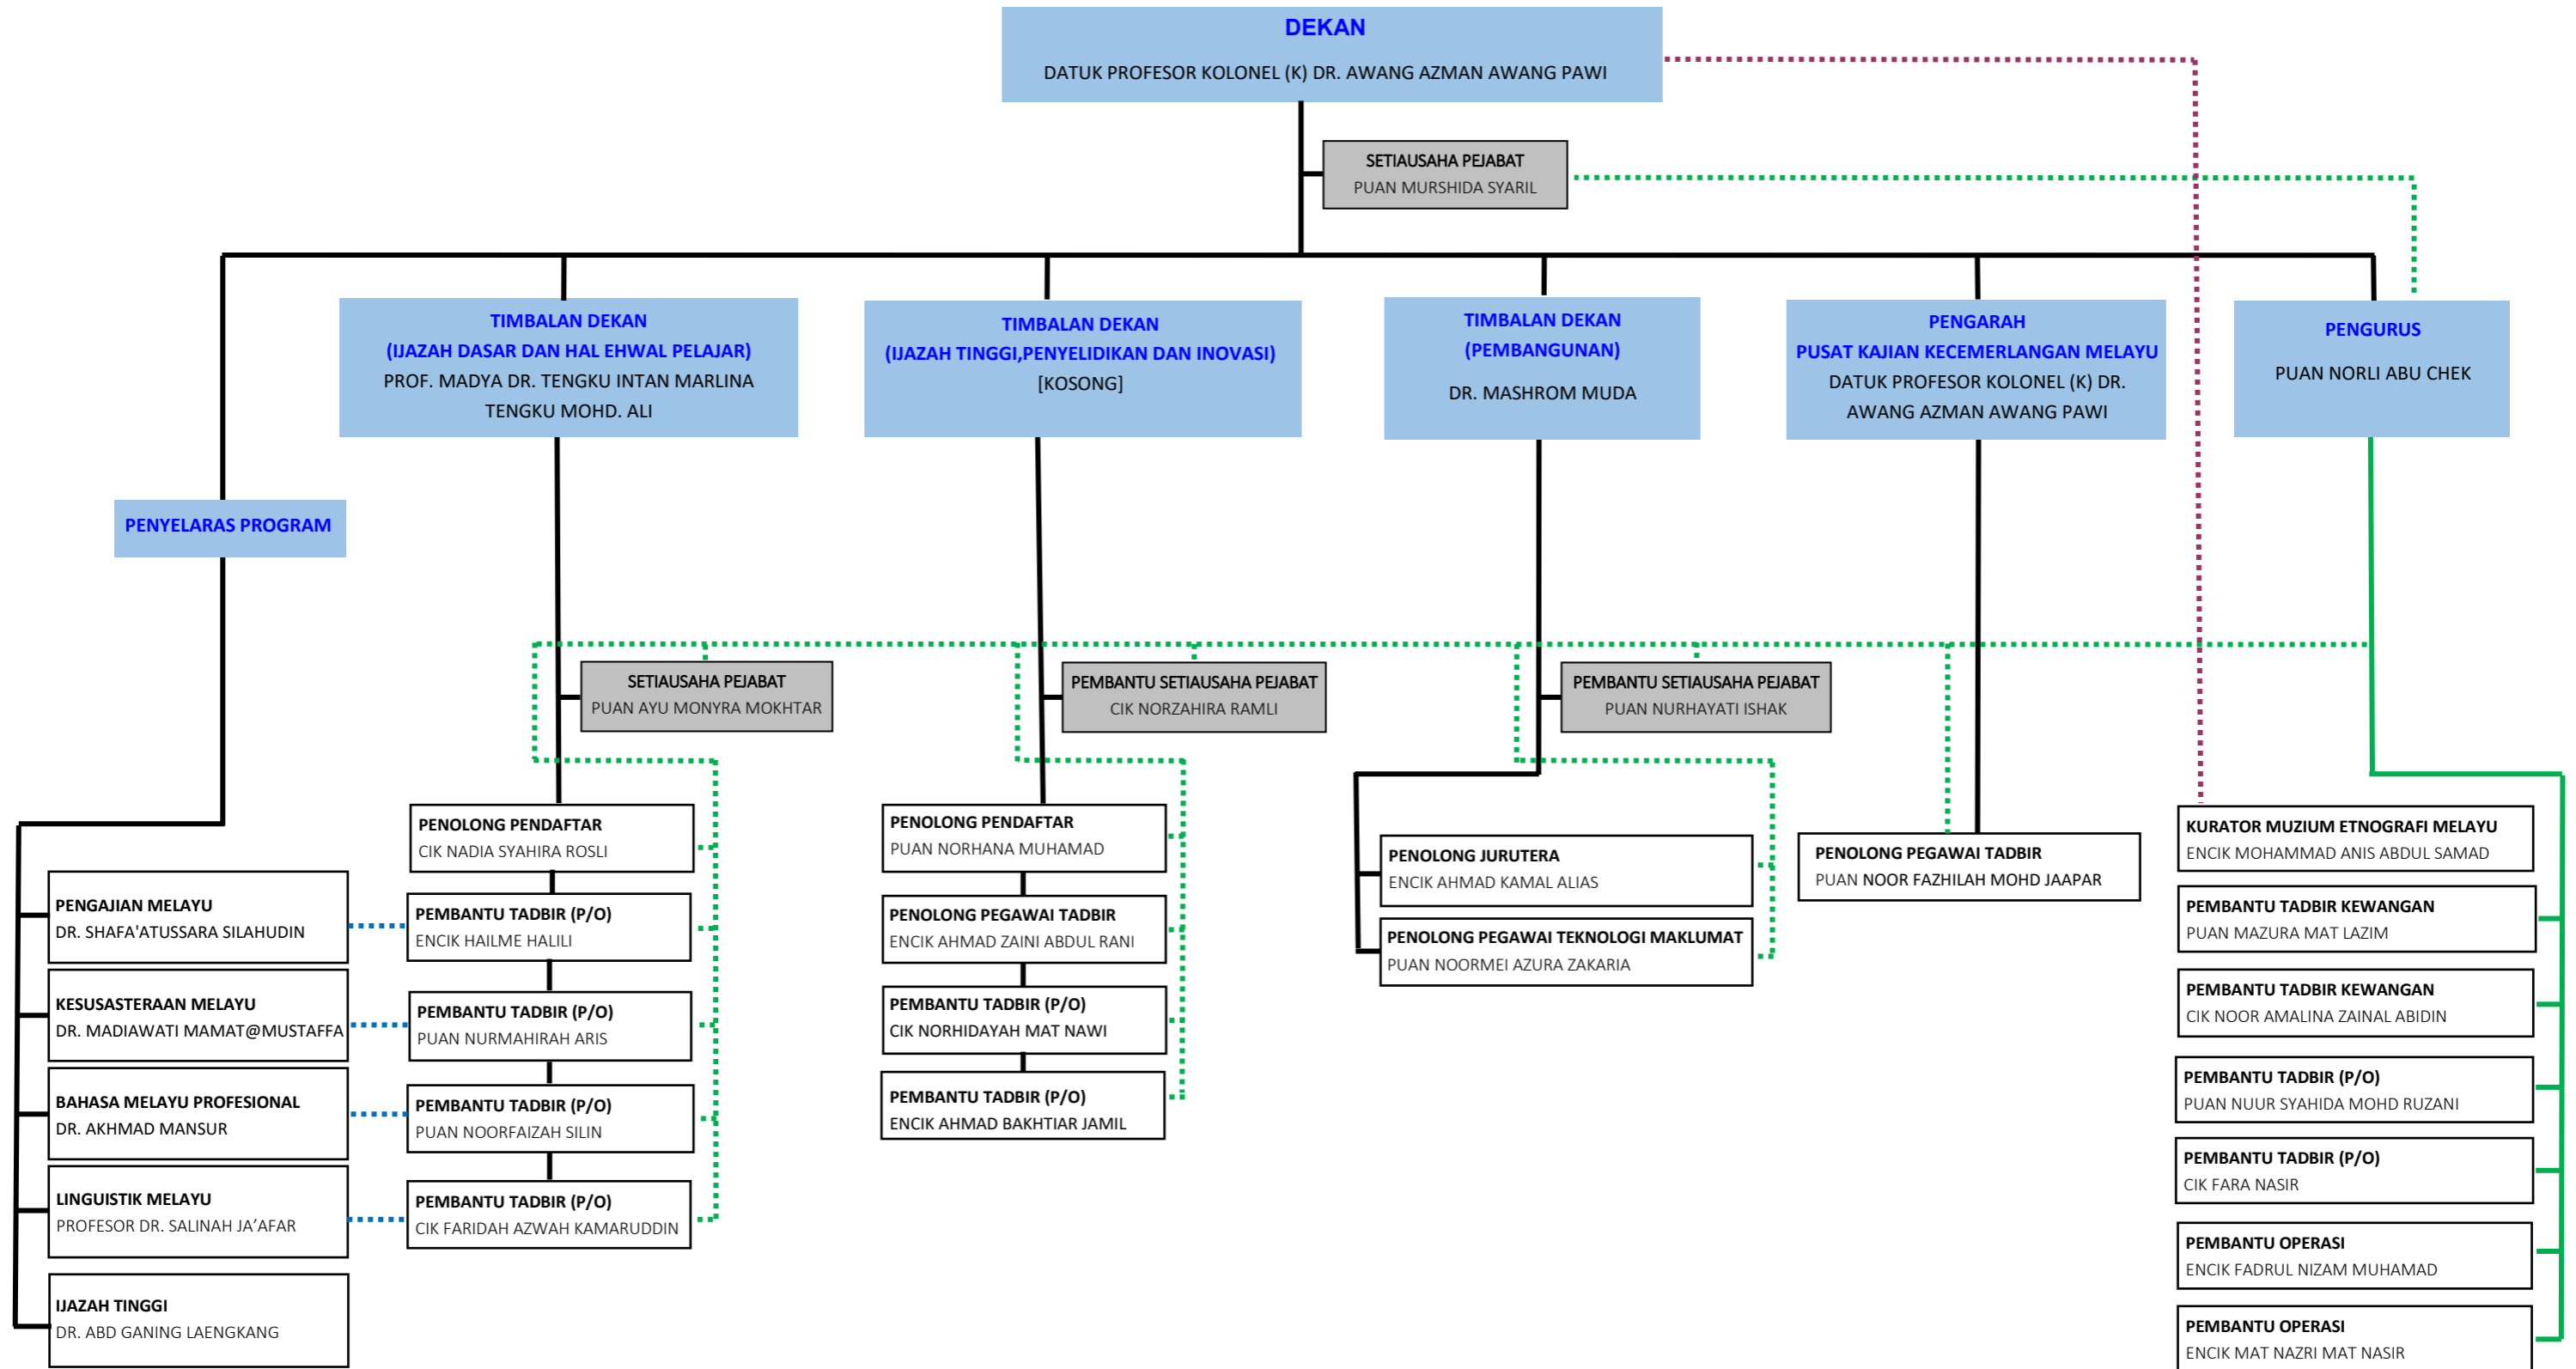 DEKAN
DATUK PROFESOR KOLONEL (K) DR. AWANG AZMAN AWANG PAWI
SETIAUSAHA PEJABAT
PUAN MURSHIDA SYARIL
TIMBALAN DEKAN
(IJAZAH DASAR DAN HAL EHWAL PELAJAR)
PROF. MADYA DR. TENGKU INTAN MARLINA
TENGKU MOHD. ALI
TIMBALAN DEKAN
(IJAZAH TINGGI,PENYELIDIKAN DAN INOVASI)
[KOSONG]
TIMBALAN DEKAN
(PEMBANGUNAN)
DR. MASHROM MUDA
PENGARAH
PUSAT KAJIAN KECEMERLANGAN MELAYU
DATUK PROFESOR KOLONEL (K) DR.
AWANG AZMAN AWANG PAWI
PENGURUS
PUAN NORLI ABU CHEK
PENYELARAS PROGRAM
SETIAUSAHA PEJABAT
PUAN AYU MONYRA MOKHTAR
PEMBANTU SETIAUSAHA PEJABAT
CIK NORZAHIRA RAMLI
PEMBANTU SETIAUSAHA PEJABAT
PUAN NURHAYATI ISHAK
PENGAJIAN MELAYU
DR. SHAFA'ATUSSARA SILAHUDIN
KESUSASTERAAN MELAYU
DR. MADIAWATI MAMAT@MUSTAFFA
BAHASA MELAYU PROFESIONAL
DR. AKHMAD MANSUR
LINGUISTIK MELAYU
PROFESOR DR. SALINAH JA’AFAR
IJAZAH TINGGI
DR. ABD GANING LAENGKANG
PENOLONG PENDAFTAR
CIK NADIA SYAHIRA ROSLI
PEMBANTU TADBIR (P/O)
ENCIK HAILME HALILI
PEMBANTU TADBIR (P/O)
PUAN NURMAHIRAH ARIS
PEMBANTU TADBIR (P/O)
PUAN NOORFAIZAH SILIN
PEMBANTU TADBIR (P/O)
CIK FARIDAH AZWAH KAMARUDDIN
PENOLONG PENDAFTAR
PUAN NORHANA MUHAMAD
PENOLONG PEGAWAI TADBIR
ENCIK AHMAD ZAINI ABDUL RANI
PEMBANTU TADBIR (P/O)
CIK NORHIDAYAH MAT NAWI
PEMBANTU TADBIR (P/O)
ENCIK AHMAD BAKHTIAR JAMIL
PENOLONG JURUTERA
ENCIK AHMAD KAMAL ALIAS
PENOLONG PEGAWAI TEKNOLOGI MAKLUMAT
PUAN NOORMEI AZURA ZAKARIA
PENOLONG PEGAWAI TADBIR
PUAN NOOR FAZHILAH MOHD JAAPAR
KURATOR MUZIUM ETNOGRAFI MELAYU
ENCIK MOHAMMAD ANIS ABDUL SAMAD
PEMBANTU TADBIR KEWANGAN
PUAN MAZURA MAT LAZIM
PEMBANTU TADBIR KEWANGAN
CIK NOOR AMALINA ZAINAL ABIDIN
PEMBANTU TADBIR (P/O)
PUAN NUUR SYAHIDA MOHD RUZANI
PEMBANTU TADBIR (P/O)
CIK FARA NASIR
PEMBANTU OPERASI
ENCIK FADRUL NIZAM MUHAMAD
PEMBANTU OPERASI
ENCIK MAT NAZRI MAT NASIR